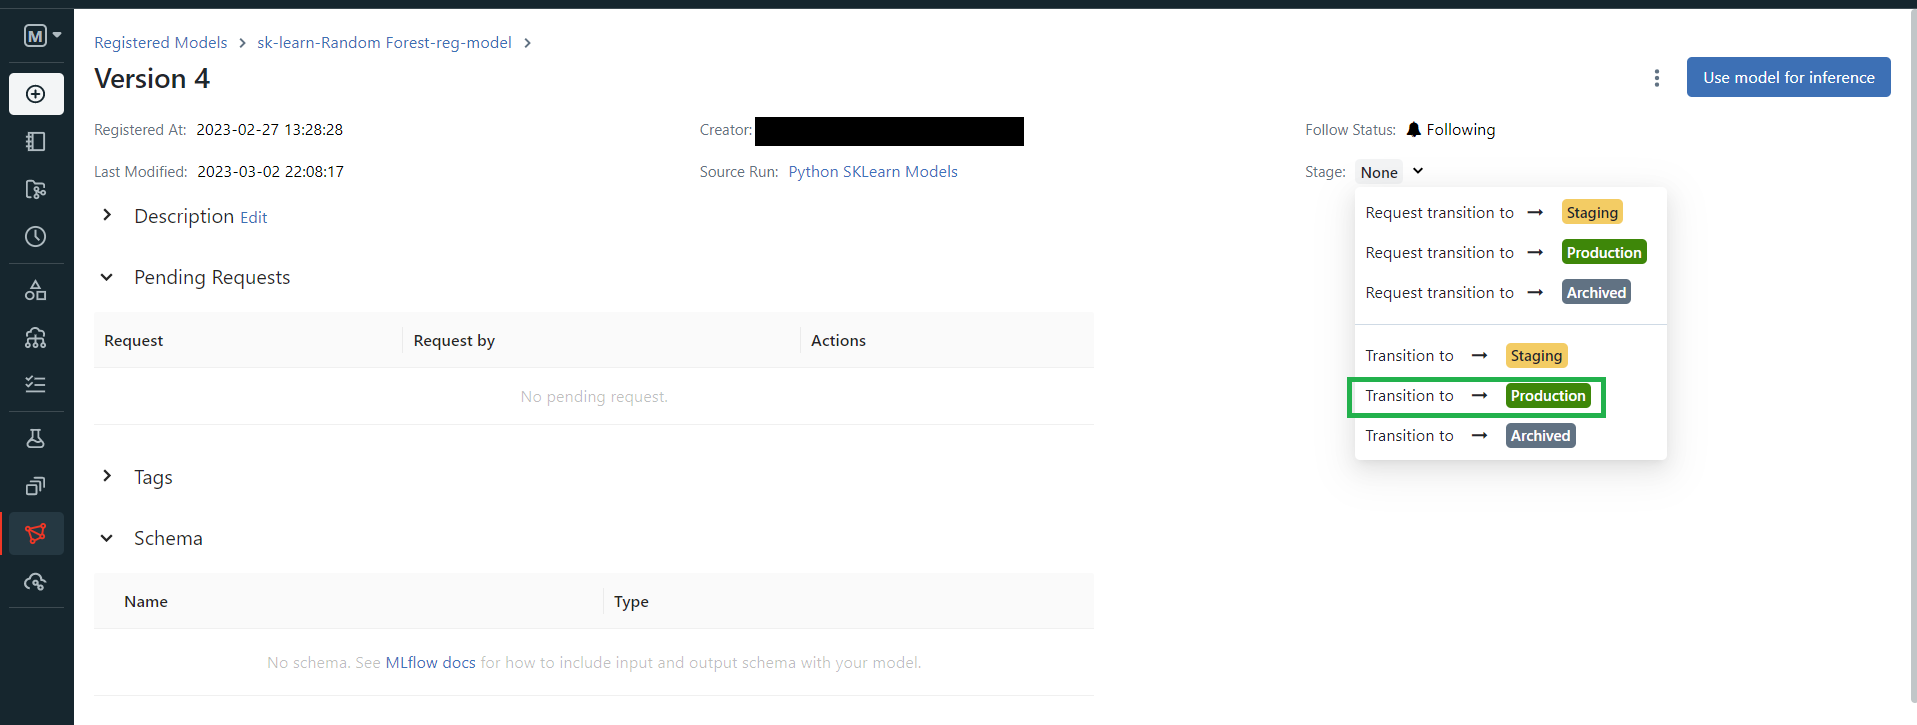 M
Registered Models > sk-learn-Random Forest-reg-model >
Version 4
Use model for inference
Registered At: 2023-02-27 13:28:28
Creator:
Follow Status: Following
Last Modified: 2023-03-02 22:08:17
Source Run: Python SKLearn Models
Stage: None
Request transition to → Staging
Request transition to → Production
Request transition to → Archived
Transition to → Staging
Transition to → Production
Transition to → Archived
Description Edit
Pending Requests
Request Request by Actions
No pending request.
Tags
Schema
Name Type
No schema. See MLflow docs for how to include input and output schema with your model.